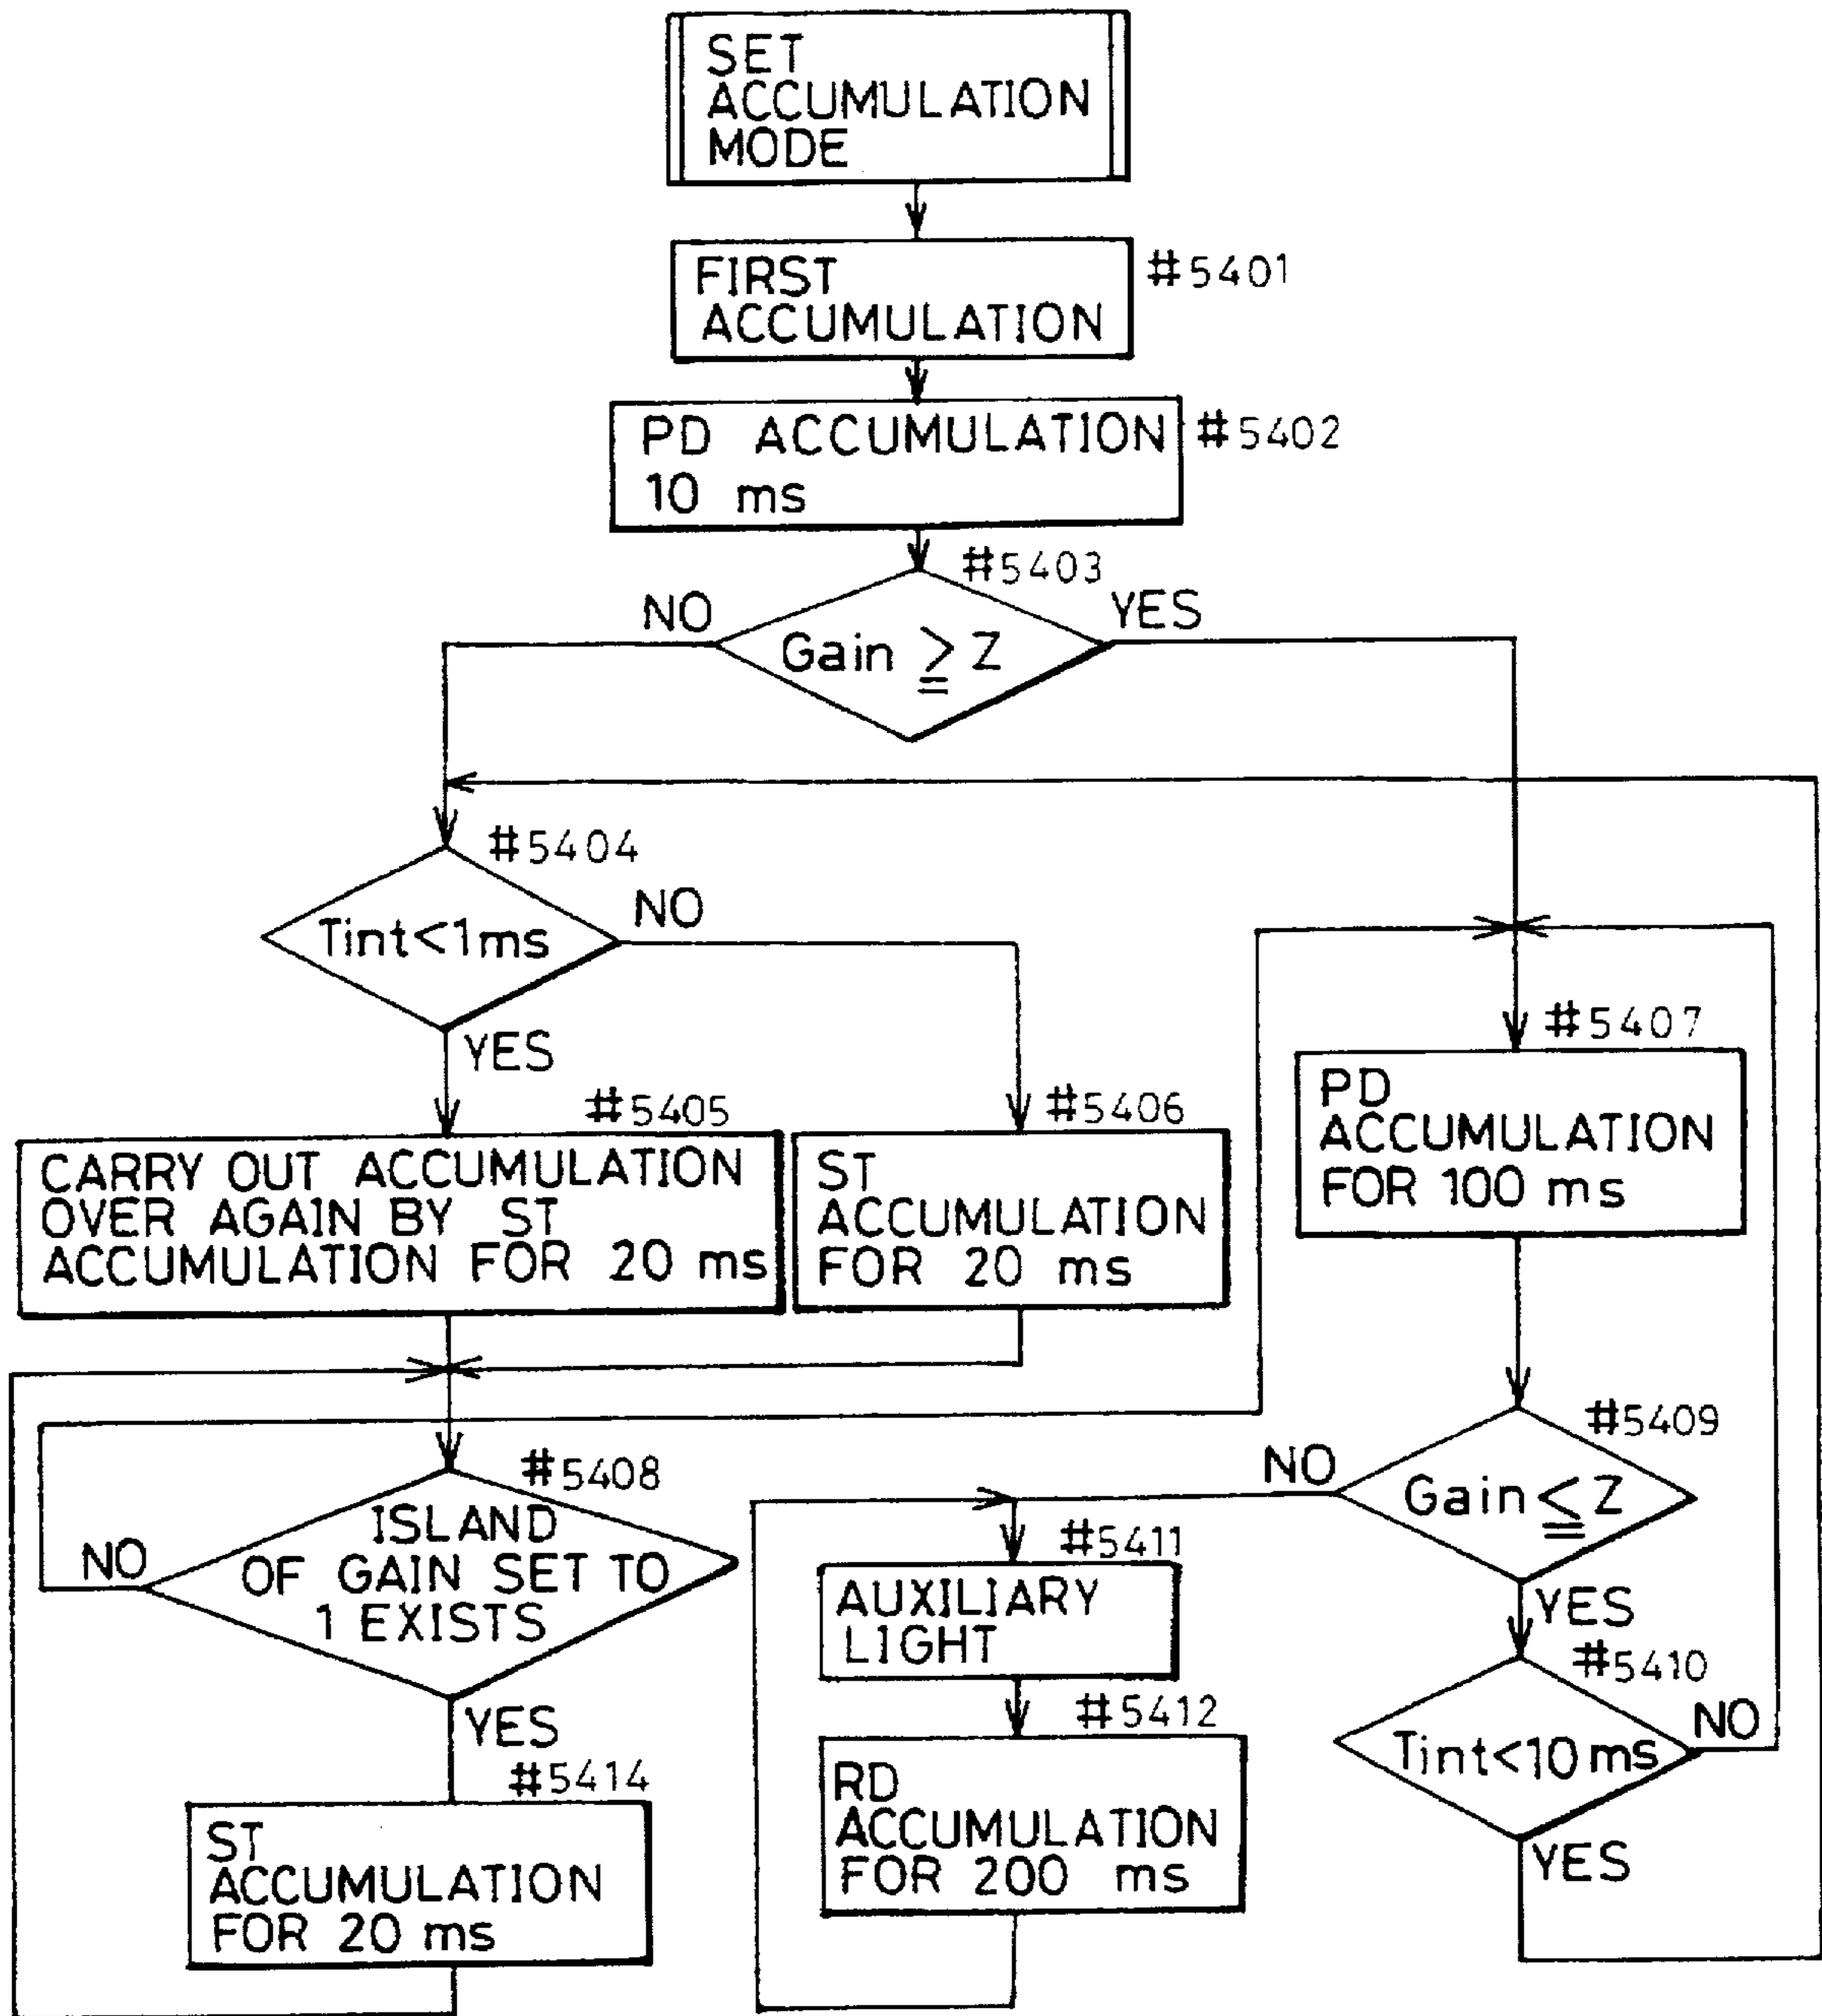 SET
ACCUMULATION
MODE
FIRST
ACCUMULATION
#5401
PD ACCUMULATION
10 ms
#5402
#5403
NO
YES
Gain ≧ Z
#5404
Tint<1ms
NO
YES
#5405
CARRY OUT ACCUMULATION
OVER AGAIN BY ST
ACCUMULATION FOR 20 ms
#5406
ST
ACCUMULATION
FOR 20 ms
#5407
PD
ACCUMULATION
FOR 100 ms
#5408
ISLAND
OF GAIN SET TO
1 EXISTS
NO
YES
#5409
NO
Gain ≦ Z
YES
#5410
Tint<10ms
NO
YES
#5411
AUXILIARY
LIGHT
#5412
RD
ACCUMULATION
FOR 200 ms
#5414
ST
ACCUMULATION
FOR 20 ms